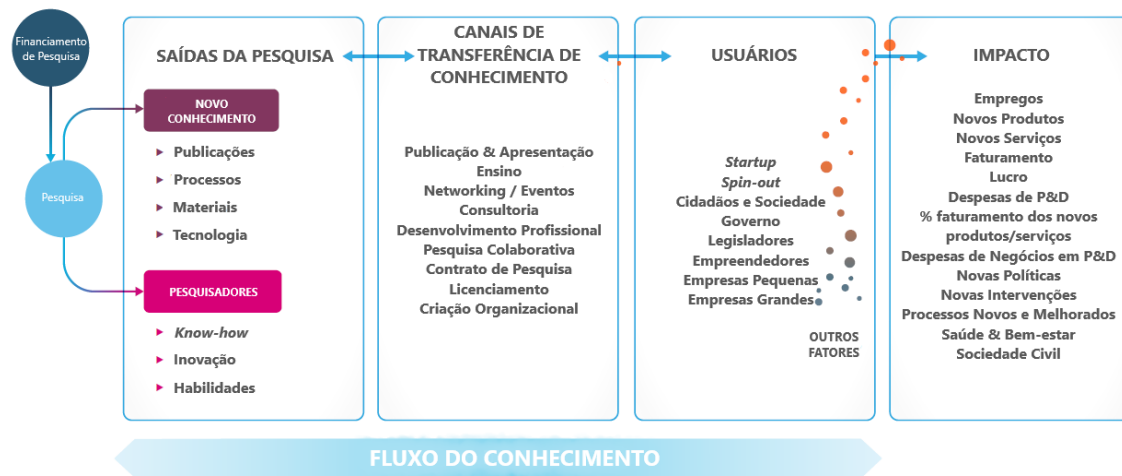 Financiamento
de Pesquisa
Pesquisa
SAÍDAS DA PESQUISA
NOVO
CONHECIMENTO
Publicações
Processos
Materiais
Tecnologia
PESQUISADORES
Know-how
Inovação
Habilidades
CANAIS DE
TRANSFERÊNCIA DE
CONHECIMENTO
Publicação & Apresentação
Ensino
Networking / Eventos
Consultoria
Desenvolvimento Profissional
Pesquisa Colaborativa
Contrato de Pesquisa
Licenciamento
Criação Organizacional
USUÁRIOS
Startup
Spin-out
Cidadãos e Sociedade
Governo
Legisladores
Empreendedores
Empresas Pequenas
Empresas Grandes
OUTROS
FATORES
IMPACTO
Empregos
Novos Produtos
Novos Serviços
Faturamento
Lucro
Despesas de P&D
% faturamento dos novos
produtos/serviços
Despesas de Negócios em P&D
Novas Políticas
Novas Intervenções
Processos Novos e Melhorados
Saúde & Bem-estar
Sociedade Civil
FLUXO DO CONHECIMENTO